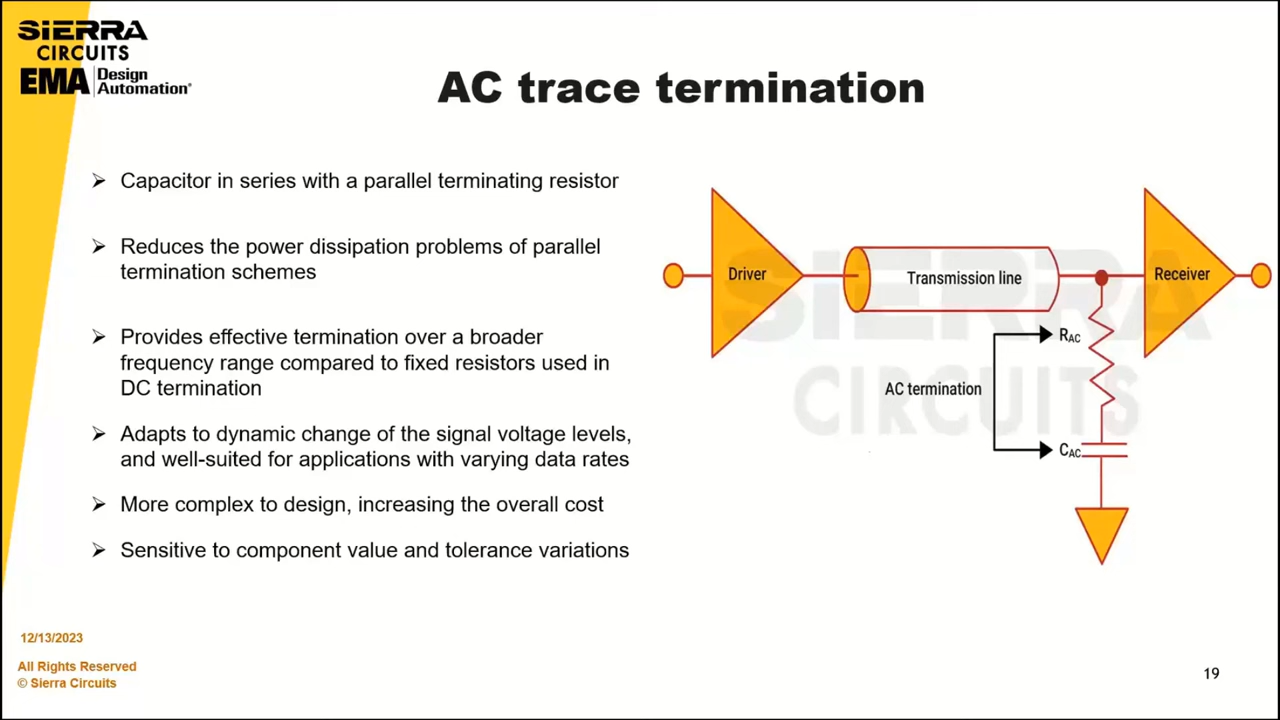 SIERRA
CIRCUITS
EMA Design
Automation®
AC trace termination
➢ Capacitor in series with a parallel terminating resistor
➢ Reduces the power dissipation problems of parallel
termination schemes
➢ Provides effective termination over a broader
frequency range compared to fixed resistors used in
DC termination
➢ Adapts to dynamic change of the signal voltage levels,
and well-suited for applications with varying data rates
➢ More complex to design, increasing the overall cost
➢ Sensitive to component value and tolerance variations
SIERRA
CIRCUITS
Driver
Transmission line
Receiver
RAC
AC termination
CAC
12/13/2023
All Rights Reserved
© Sierra Circuits
19